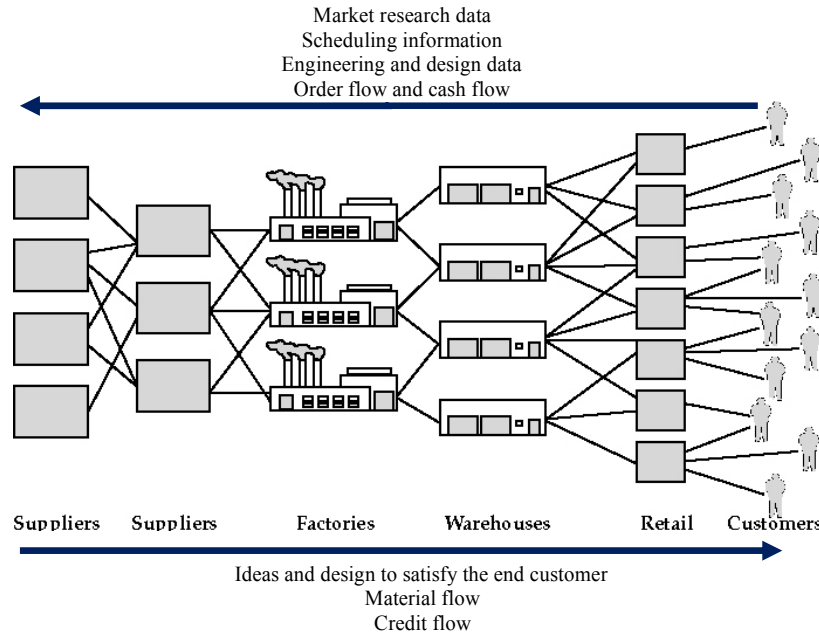 Market research data
Scheduling information
Engineering and design data
Order flow and cash flow
Suppliers Suppliers Factories Warehouses Retail Customers
Ideas and design to satisfy the end customer
Material flow
Credit flow